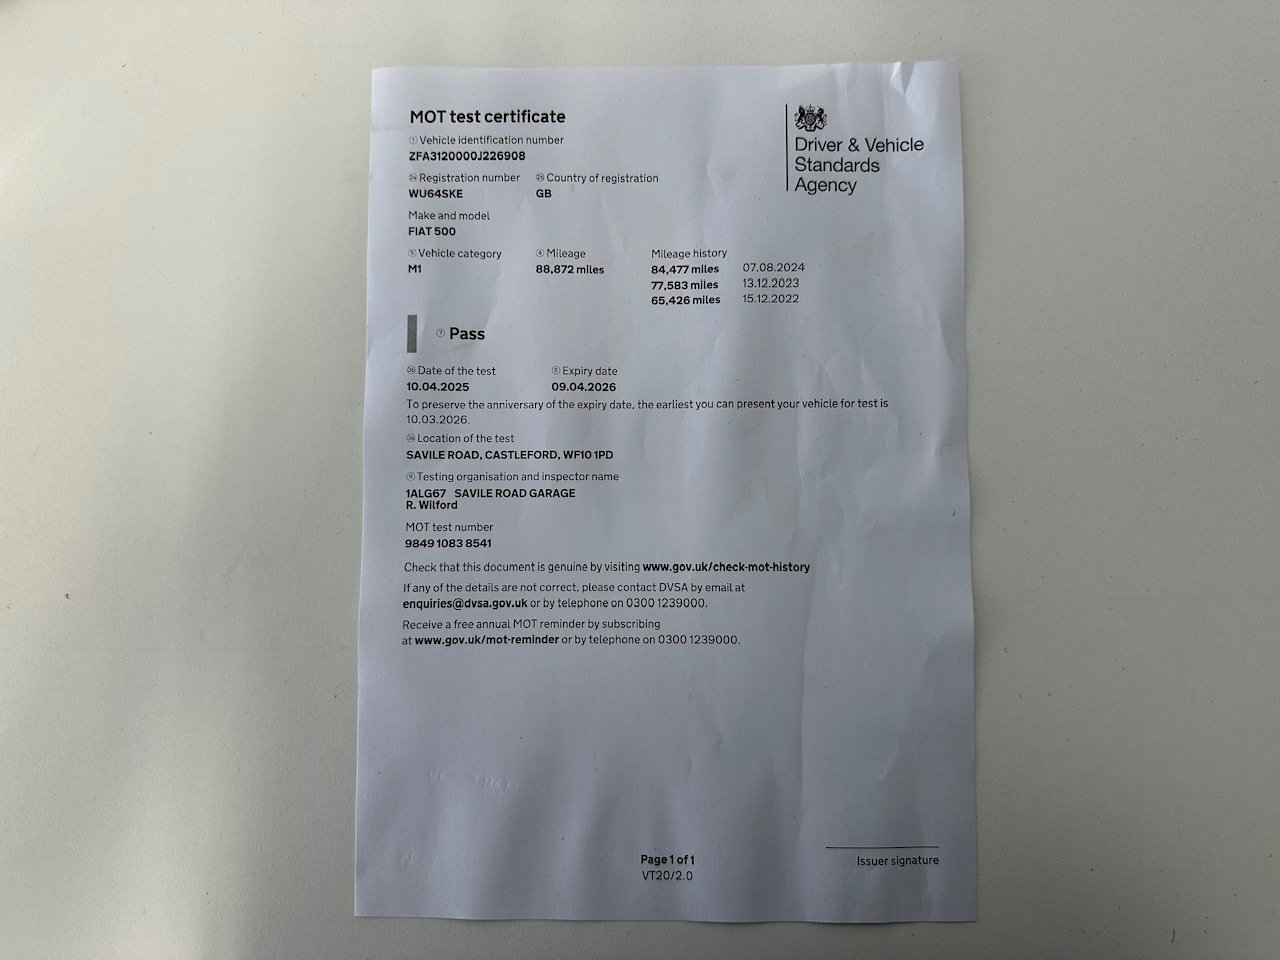 MOT test certificate
① Vehicle identification number
ZFA3120000J226908
Driver & Vehicle
Standards
Agency
②ᵃ Registration number ②ᵇ Country of registration
WU64SKE GB
Make and model
FIAT 500
⑤ Vehicle category ④ Mileage Mileage history
M1 88,872 miles 84,477 miles 07.08.2024
77,583 miles 13.12.2023
65,426 miles 15.12.2022
⑦ Pass
③ᵇ Date of the test ⑧ Expiry date
10.04.2025 09.04.2026
To preserve the anniversary of the expiry date, the earliest you can present your vehicle for test is
10.03.2026.
③ᵃ Location of the test
SAVILE ROAD, CASTLEFORD, WF10 1PD
⑨ Testing organisation and inspector name
1ALG67 SAVILE ROAD GARAGE
R. Wilford
MOT test number
9849 1083 8541
Check that this document is genuine by visiting www.gov.uk/check-mot-history
If any of the details are not correct, please contact DVSA by email at
enquiries@dvsa.gov.uk or by telephone on 0300 1239000.
Receive a free annual MOT reminder by subscribing
at www.gov.uk/mot-reminder or by telephone on 0300 1239000.
Page 1 of 1
VT20/2.0
Issuer signature